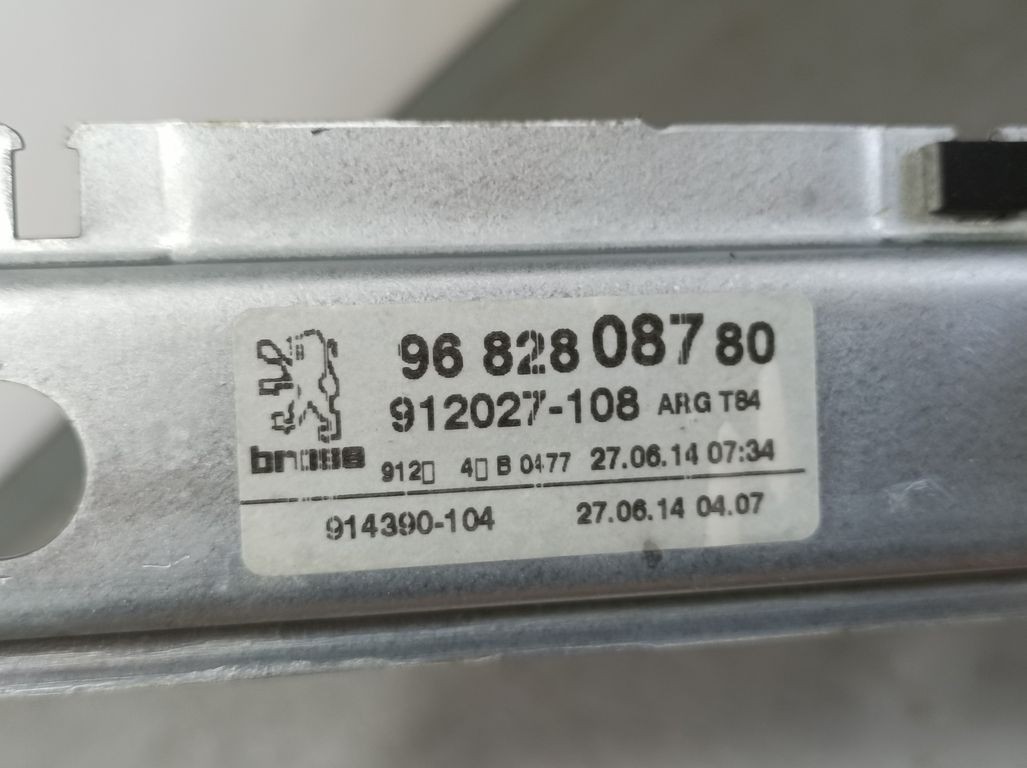 96 828 087 80
912027-108 ARG T84
brose 912▯ 4▯ B 0477 27.06.14 07:34
914390-104 27.06.14 04.07